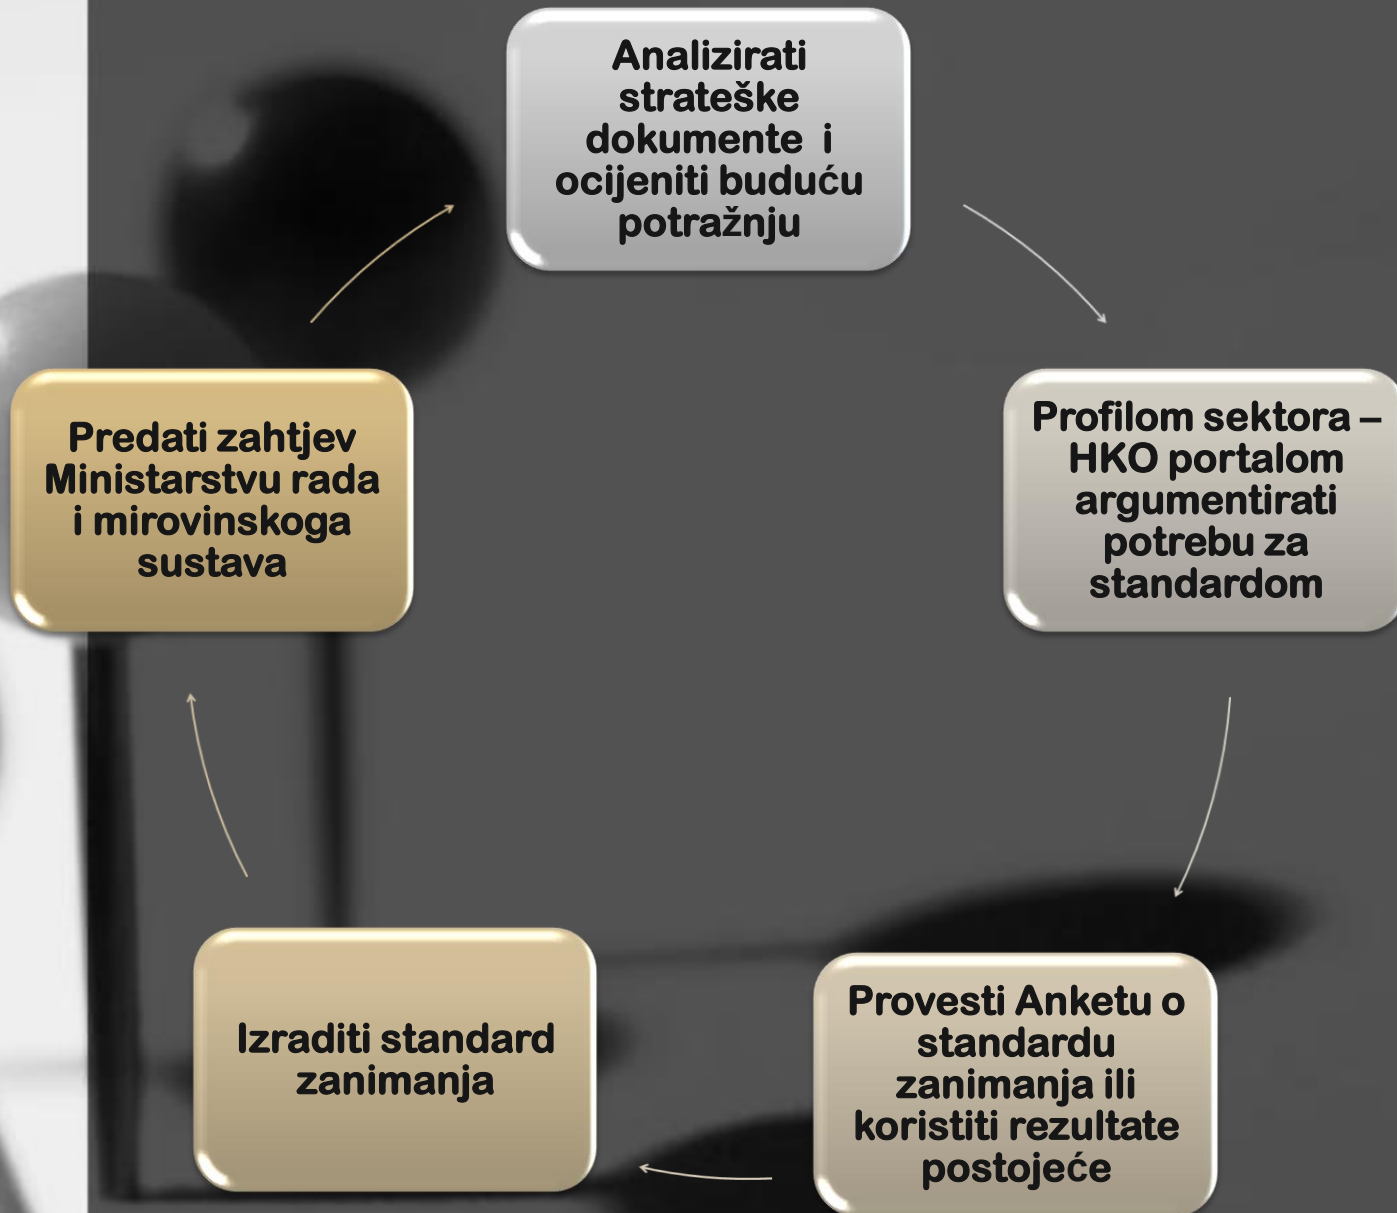 Analizirati
strateške
dokumente i
ocijeniti buduću
potražnju
Profilom sektora –
HKO portalom
argumentirati
potrebu za
standardom
Provesti Anketu o
standardu
zanimanja ili
koristiti rezultate
postojeće
Izraditi standard
zanimanja
Predati zahtjev
Ministarstvu rada
i mirovinskoga
sustava